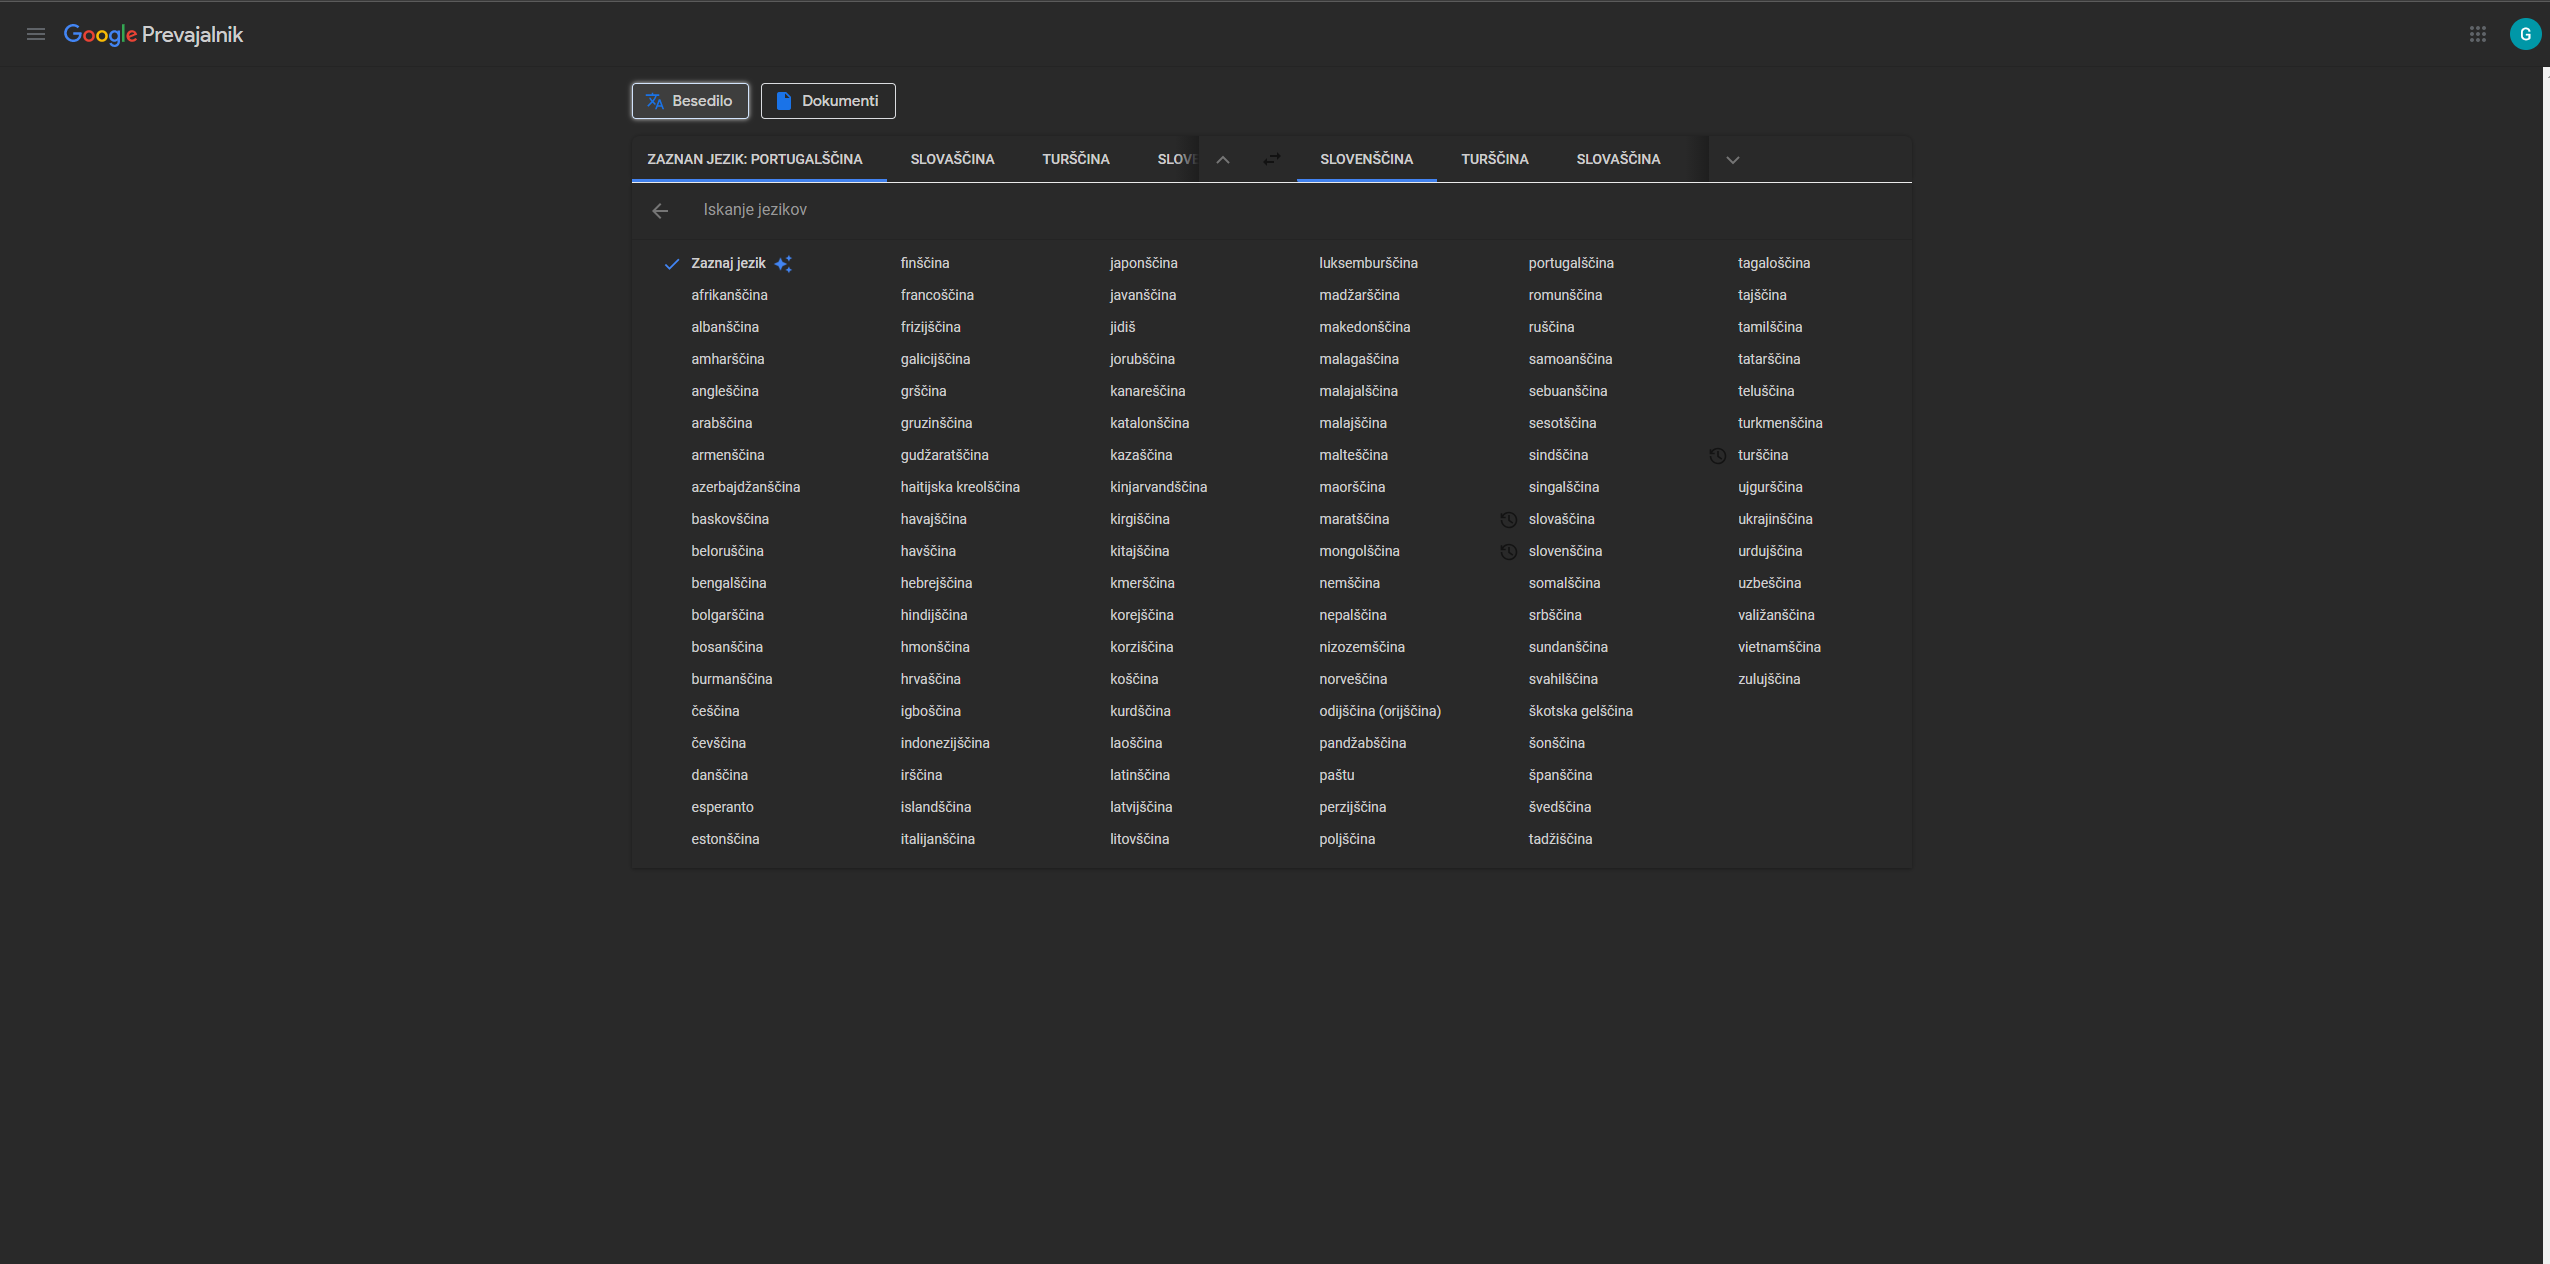 Google Prevajalnik
G
Besedilo
Dokumenti
ZAZNAN JEZIK: PORTUGALŠČINA
SLOVAŠČINA
TURŠČINA
SLOVE
SLOVENŠČINA
TURŠČINA
SLOVAŠČINA
Iskanje jezikov
Zaznaj jezik
afrikanščina
albanščina
amharščina
angleščina
arabščina
armenščina
azerbajdžanščina
baskovščina
beloruščina
bengalščina
bolgarščina
bosanščina
burmanščina
češčina
čevščina
danščina
esperanto
estonščina
finščina
francoščina
frizijščina
galicijščina
grščina
gruzinščina
gudžaratščina
haitijska kreolščina
havajščina
havščina
hebrejščina
hindijščina
hmonščina
hrvaščina
igboščina
indonezijščina
irščina
islandščina
italijanščina
japonščina
javanščina
jidiš
jorubščina
kanareščina
katalonščina
kazaščina
kinjarvandščina
kirgiščina
kitajščina
kmerščina
korejščina
korziščina
koščina
kurdščina
laoščina
latinščina
latvijščina
litovščina
luksemburščina
madžarščina
makedonščina
malagaščina
malajalščina
malajščina
malteščina
maorščina
maratščina
mongolščina
nemščina
nepalščina
nizozemščina
norveščina
odijščina (orijščina)
pandžabščina
paštu
perzijščina
poljščina
portugalščina
romunščina
ruščina
samoanščina
sebuanščina
sesotščina
sindščina
singalščina
slovaščina
slovenščina
somalščina
srbščina
sundanščina
svahilščina
škotska gelščina
šonščina
španščina
švedščina
tadžiščina
tagaloščina
tajščina
tamilščina
tatarščina
teluščina
turkmenščina
turščina
ujgurščina
ukrajinščina
urdujščina
uzbeščina
valižanščina
vietnamščina
zulujščina